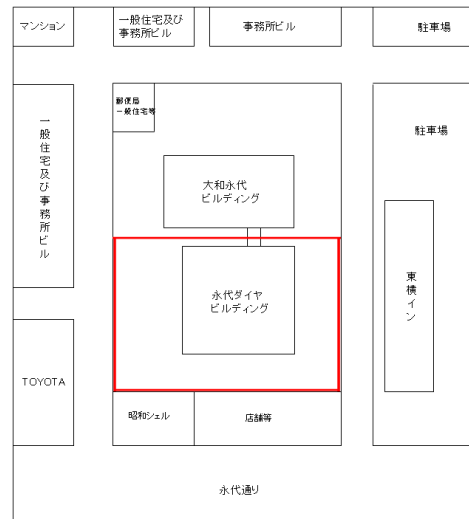 マンション
一般住宅及び
事務所ビル
事務所ビル
駐車場
郵便局
一般住宅等
駐車場
一般住宅及び事務所ビル
大和永代
ビルディング
永代ダイヤ
ビルディング
東横イン
TOYOTA
昭和シェル
店舗等
永代通り